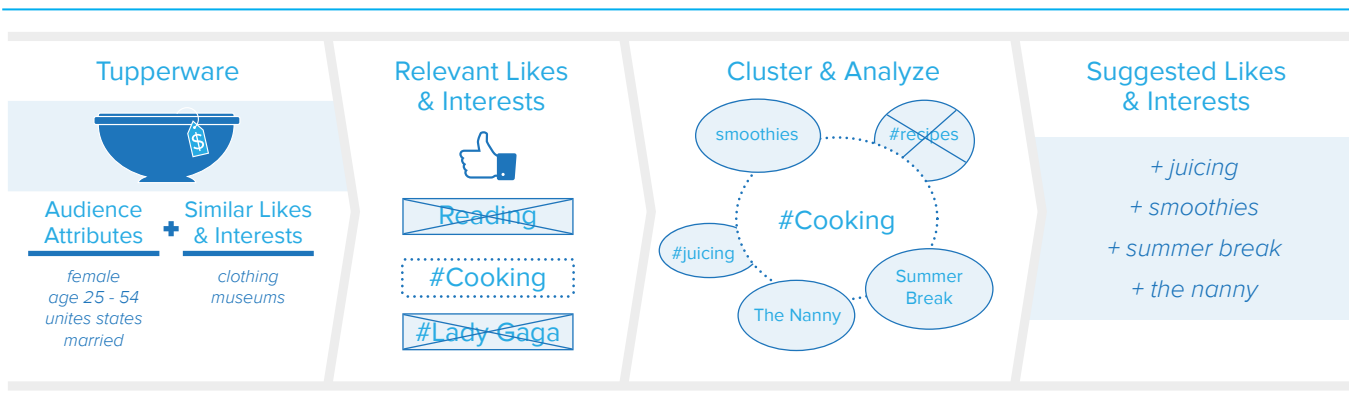 Tupperware
$
Audience
Attributes
+
Similar Likes
& Interests
female
age 25 - 54
unites states
married
clothing
museums
Relevant Likes
& Interests
Reading
#Cooking
#Lady Gaga
Cluster & Analyze
smoothies
#recipes
#Cooking
#juicing
Summer
Break
The Nanny
Suggested Likes
& Interests
+ juicing
+ smoothies
+ summer break
+ the nanny